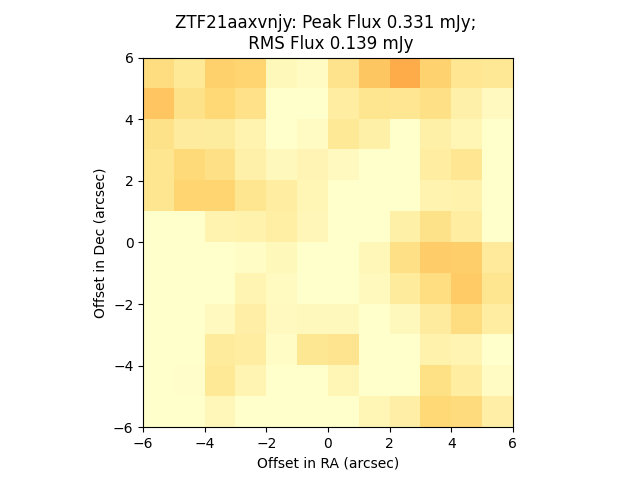 ZTF21aaxvnjy: Peak Flux 0.331 mJy;
RMS Flux 0.139 mJy
6
4
2
0
−2
−4
−6
Offset in Dec (arcsec)
−6 −4 −2 0 2 4 6
Offset in RA (arcsec)